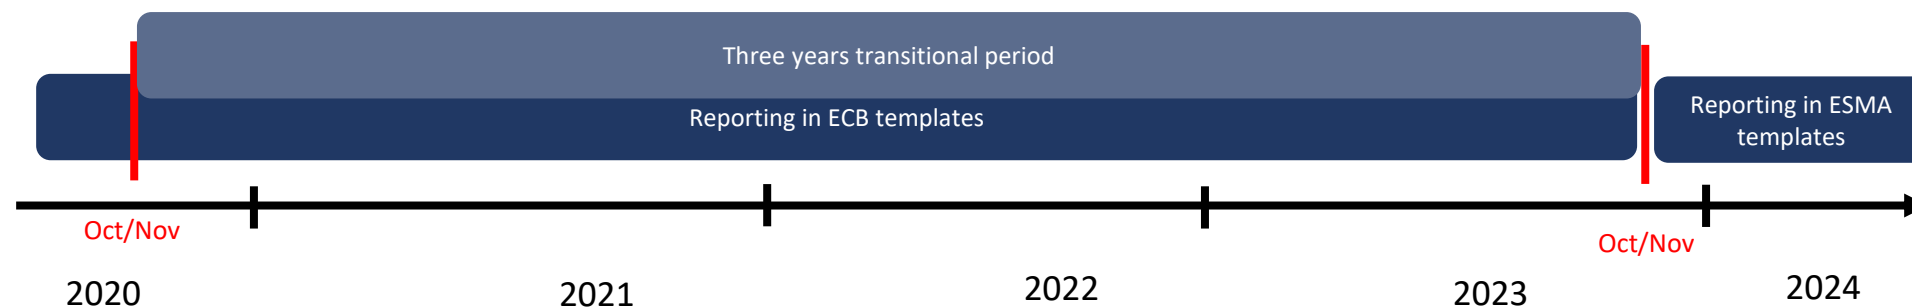 Three years transitional period
Reporting in ECB templates
Reporting in ESMA
templates
Oct/Nov
Oct/Nov
2020
2021
2022
2023
2024